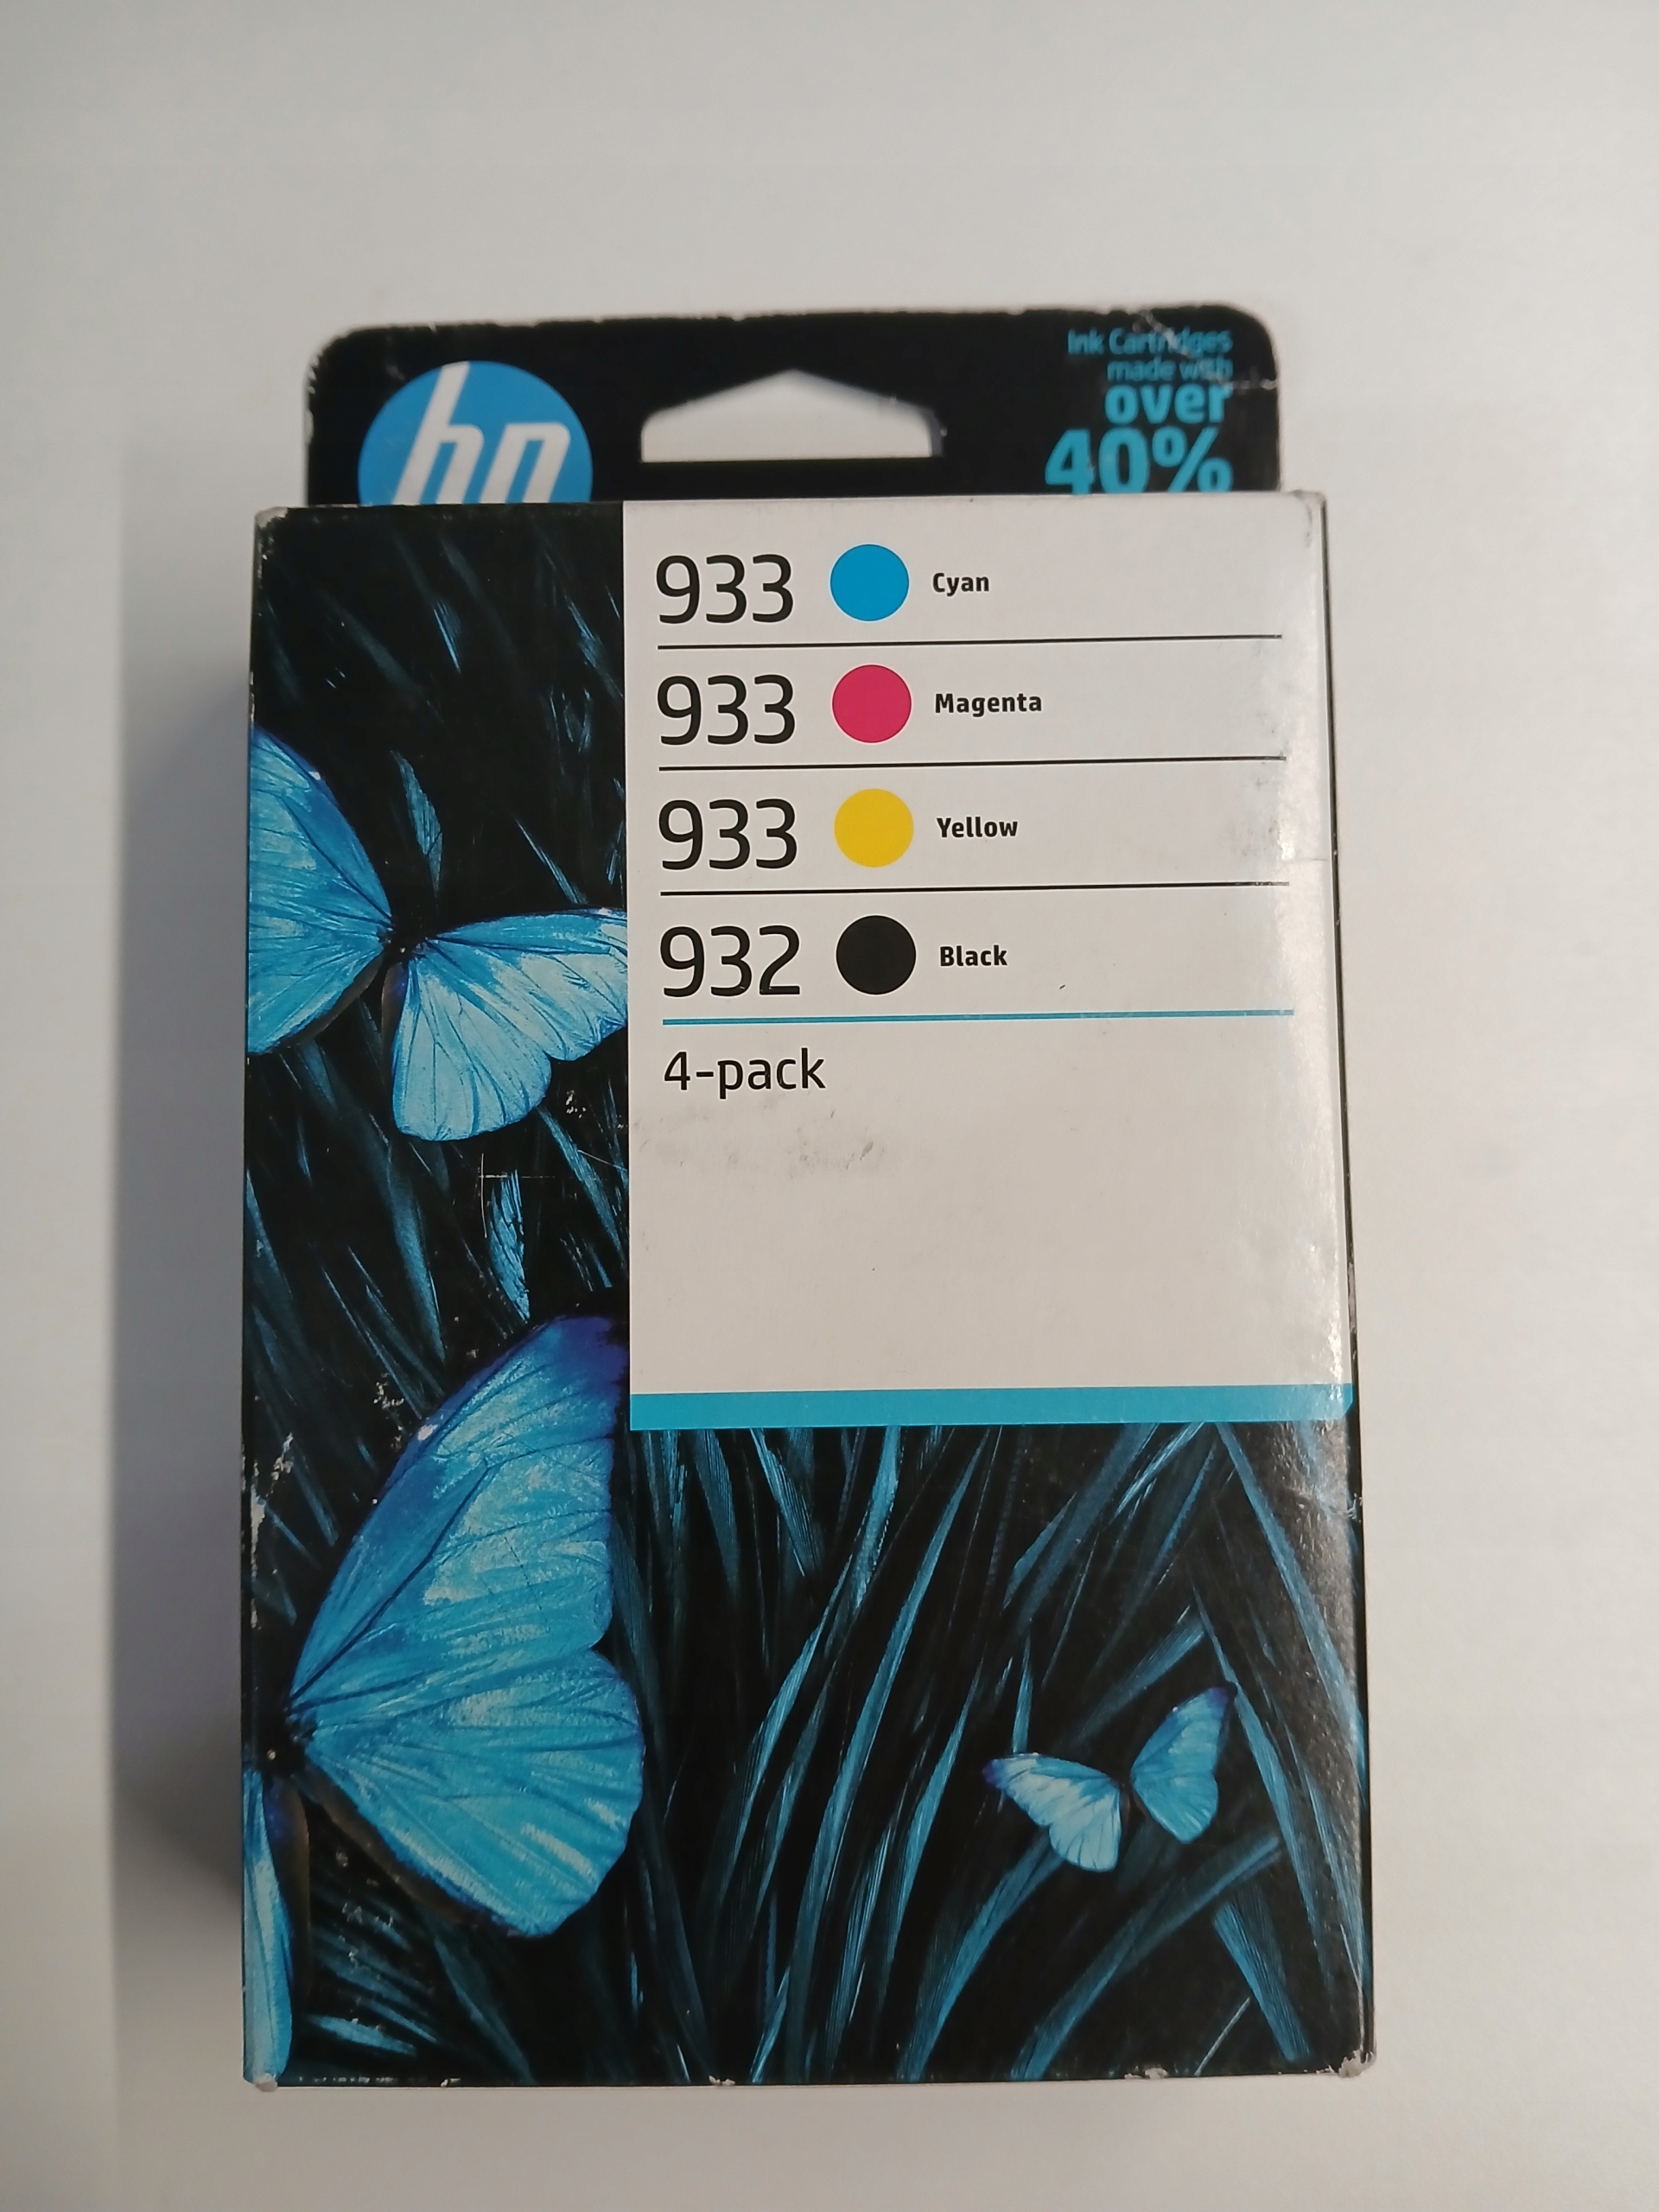 hp
Ink Cartridges
made with
over
40%
933 Cyan
933 Magenta
933 Yellow
932 Black
4-pack